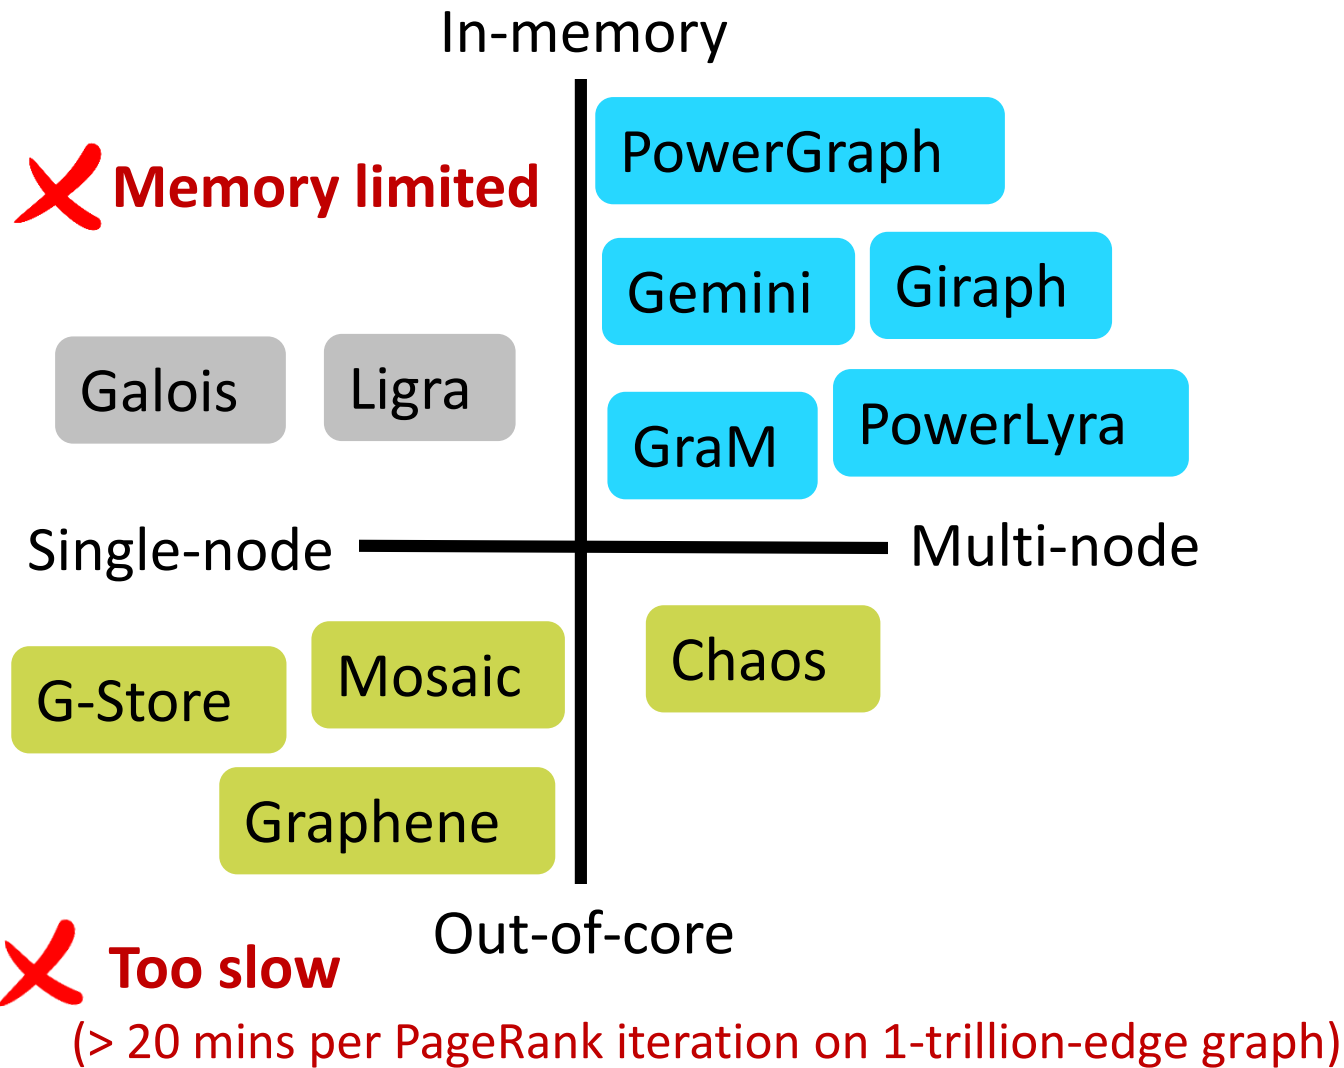 In-memory
PowerGraph
Memory limited
Gemini
Giraph
Galois
Ligra
GraM
PowerLyra
Single-node
Multi-node
G-Store
Mosaic
Chaos
Graphene
Out-of-core
Too slow
(> 20 mins per PageRank iteration on 1-trillion-edge graph)